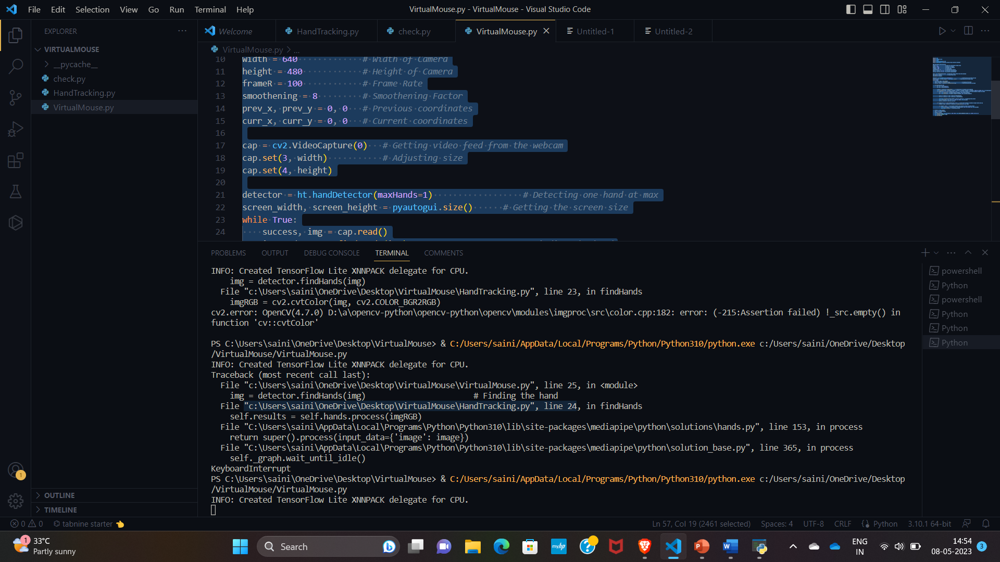 File Edit Selection View Go Run Terminal Help
VirtualMouse.py - VirtualMouse - Visual Studio Code
EXPLORER
VIRTUALMOUSE
__pycache__
check.py
HandTracking.py
VirtualMouse.py
OUTLINE
TIMELINE
Welcome HandTracking.py check.py VirtualMouse.py Untitled-1 Untitled-2
VirtualMouse.py > ...
10 width = 640 # Width of Camera
11 height = 480 # Height of Camera
12 frameR = 100 # Frame Rate
13 smoothening = 8 # Smoothening Factor
14 prev_x, prev_y = 0, 0 # Previous coordinates
15 curr_x, curr_y = 0, 0 # Current coordinates
16
17 cap = cv2.VideoCapture(0) # Getting video feed from the webcam
18 cap.set(3, width) # Adjusting size
19 cap.set(4, height)
20
21 detector = ht.handDetector(maxHands=1) # Detecting one hand at max
22 screen_width, screen_height = pyautogui.size() # Getting the screen size
23 while True:
24 success, img = cap.read()
PROBLEMS OUTPUT DEBUG CONSOLE TERMINAL COMMENTS
INFO: Created TensorFlow Lite XNNPACK delegate for CPU.
img = detector.findHands(img)
File "c:\Users\saini\OneDrive\Desktop\VirtualMouse\HandTracking.py", line 23, in findHands
imgRGB = cv2.cvtColor(img, cv2.COLOR_BGR2RGB)
cv2.error: OpenCV(4.7.0) D:\a\opencv-python\opencv-python\opencv\modules\imgproc\src\color.cpp:182: error: (-215:Assertion failed) !_src.empty() in
function 'cv::cvtColor'
PS C:\Users\saini\OneDrive\Desktop\VirtualMouse> & C:/Users/saini/AppData/Local/Programs/Python/Python310/python.exe c:/Users/saini/OneDrive/Desktop
/VirtualMouse/VirtualMouse.py
INFO: Created TensorFlow Lite XNNPACK delegate for CPU.
Traceback (most recent call last):
File "c:\Users\saini\OneDrive\Desktop\VirtualMouse\VirtualMouse.py", line 25, in <module>
img = detector.findHands(img) # Finding the hand
File "c:\Users\saini\OneDrive\Desktop\VirtualMouse\HandTracking.py", line 24, in findHands
self.results = self.hands.process(imgRGB)
File "C:\Users\saini\AppData\Local\Programs\Python\Python310\lib\site-packages\mediapipe\python\solutions\hands.py", line 153, in process
return super().process(input_data={'image': image})
File "C:\Users\saini\AppData\Local\Programs\Python\Python310\lib\site-packages\mediapipe\python\solution_base.py", line 365, in process
self._graph.wait_until_idle()
KeyboardInterrupt
PS C:\Users\saini\OneDrive\Desktop\VirtualMouse> & C:/Users/saini/AppData/Local/Programs/Python/Python310/python.exe c:/Users/saini/OneDrive/Desktop
/VirtualMouse/VirtualMouse.py
INFO: Created TensorFlow Lite XNNPACK delegate for CPU.
powershell
Python
powershell
Python
Python
Python
1
0 0 tabnine starter
Ln 57, Col 19 (2461 selected) Spaces: 4 UTF-8 CRLF Python 3.10.1 64-bit
1
33°C
Partly sunny
Search
myhp
ENG
IN
14:54
08-05-2023
3